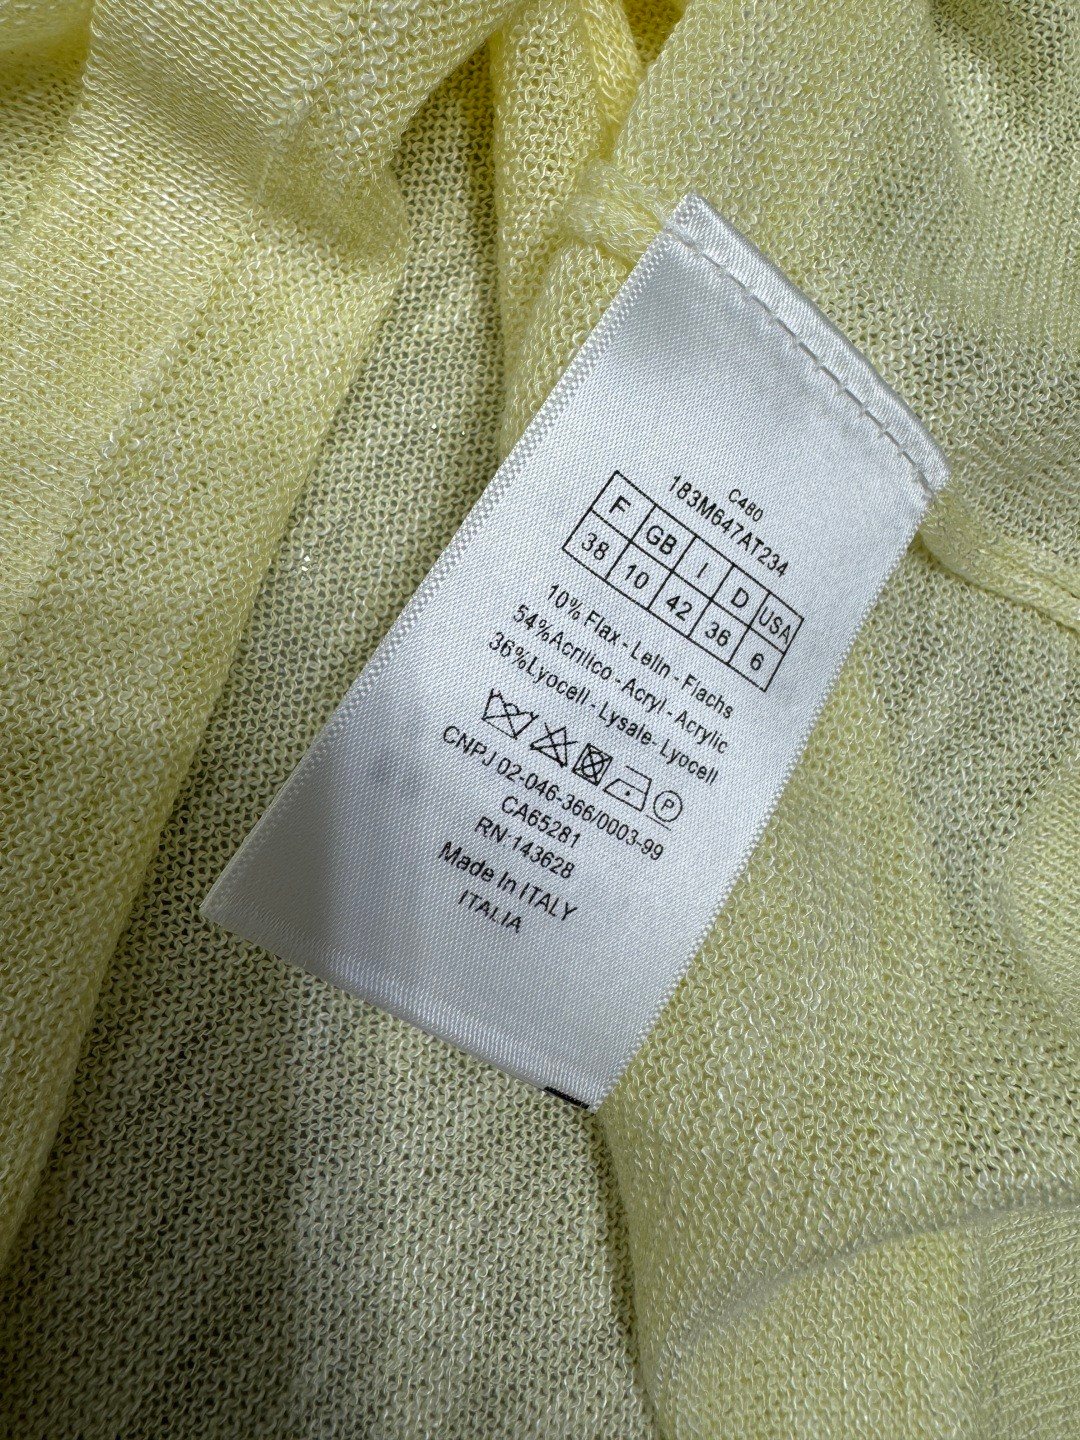 C480
183M647AT234
F GB I D USA
38 10 42 36 6
10% Flax - Lelin - Flachs
54%Acrilico - Acryl - Acrylic
36%Lyocell - Lysale- Lyocell
P
CNPJ 02-046-366/0003-99
CA65281
RN 143628
Made In ITALY
ITALIA